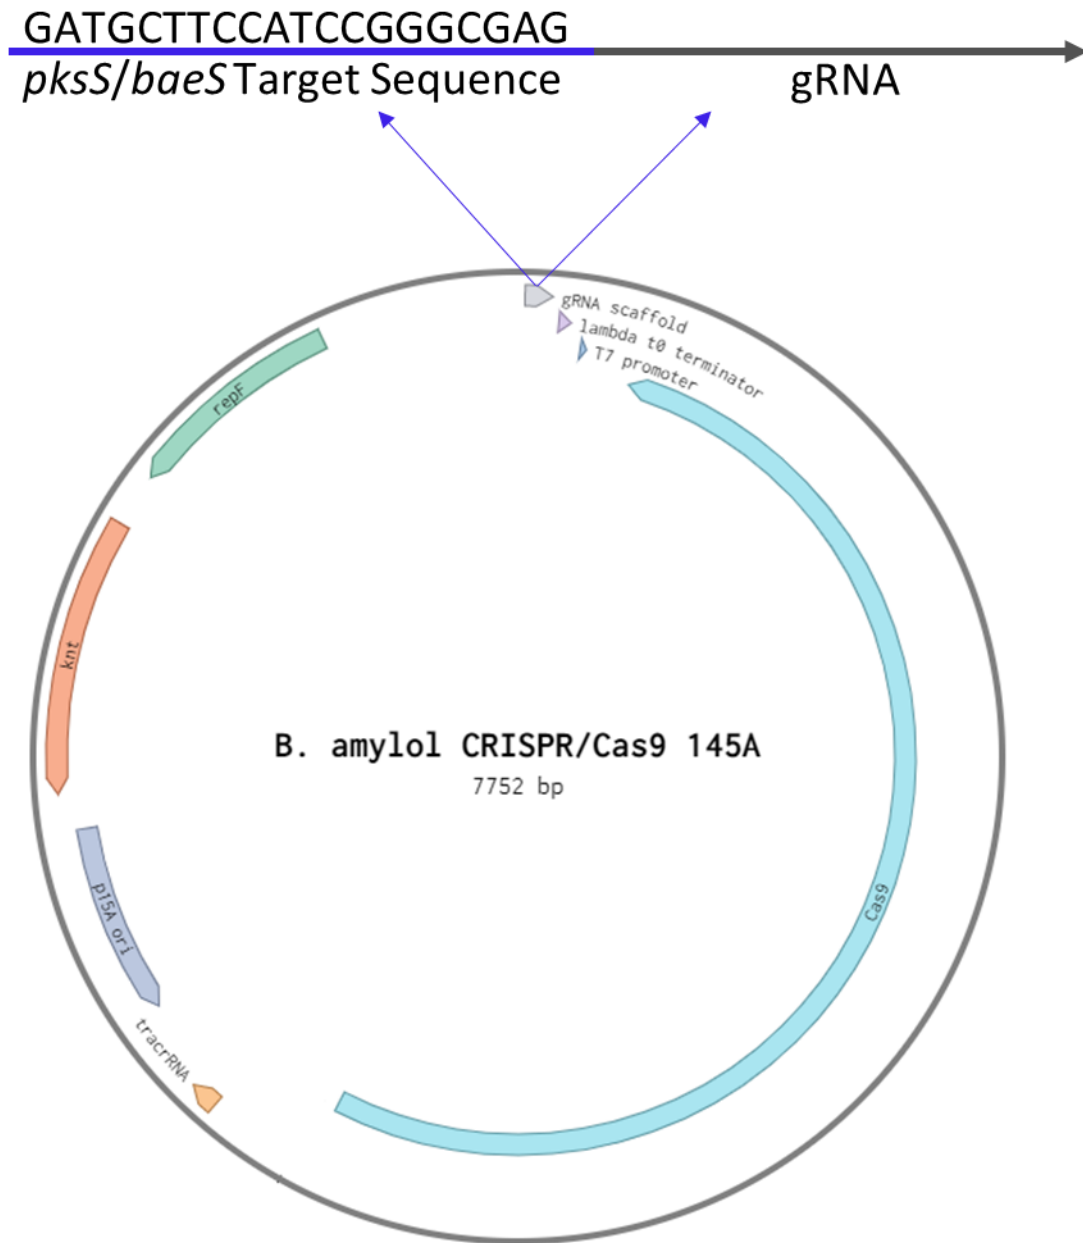 GATGCTTCCATCCGGGCGAG
pksS/baeS Target Sequence
gRNA
gRNA scaffold
lambda t0 terminator
T7 promoter
repF
knt
Cas9
B. amylol CRISPR/Cas9 145A
7752 bp
p15A ori
tracrRNA